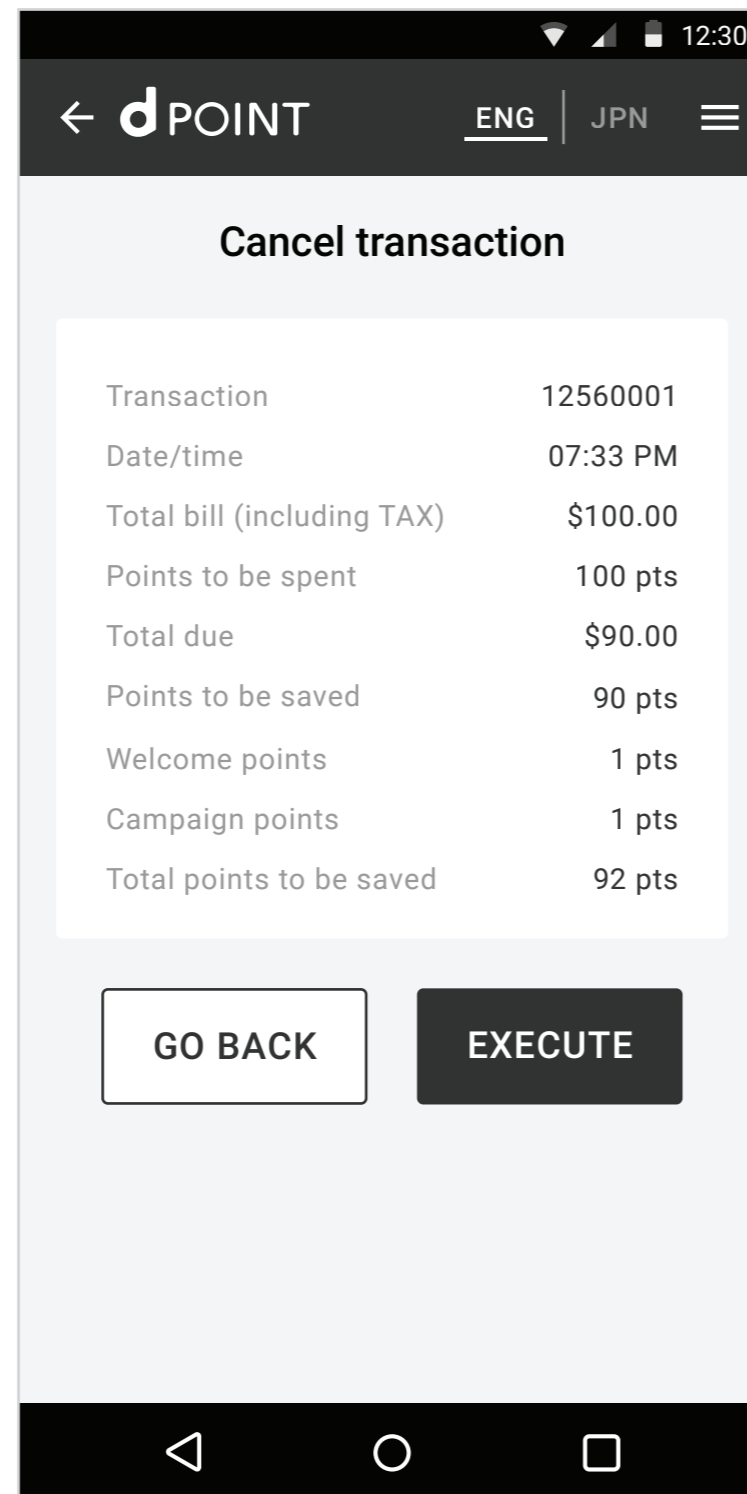 12:30
d POINT ENG JPN
Cancel transaction
Transaction 12560001
Date/time 07:33 PM
Total bill (including TAX) $100.00
Points to be spent 100 pts
Total due $90.00
Points to be saved 90 pts
Welcome points 1 pts
Campaign points 1 pts
Total points to be saved 92 pts
GO BACK EXECUTE